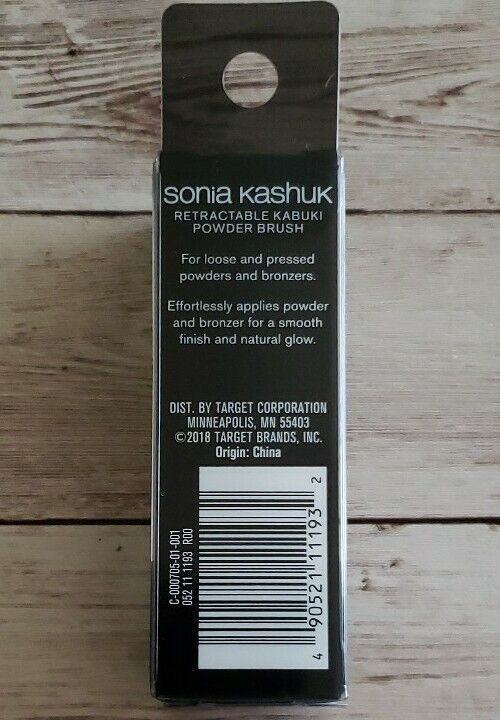 sonia kashuk
RETRACTABLE KABUKI
POWDER BRUSH
For loose and pressed
powders and bronzers.
Effortlessly applies powder
and bronzer for a smooth
finish and natural glow.
DIST. BY TARGET CORPORATION
MINNEAPOLIS, MN 55403
©2018 TARGET BRANDS, INC.
Origin: China
C-000705-01-001
052 11 1193 R00
4 90521 11193 2